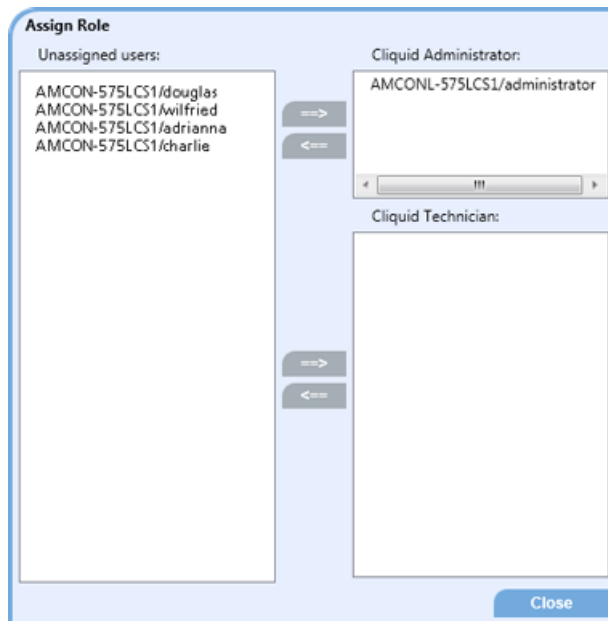 Assign Role
Unassigned users:
AMCON-575LCS1/douglas
AMCON-575LCS1/wilfried
AMCON-575LCS1/adrianna
AMCON-575LCS1/charlie
==>
<==
Cliquid Administrator:
AMCONL-575LCS1/administrator
Cliquid Technician:
==>
<==
Close